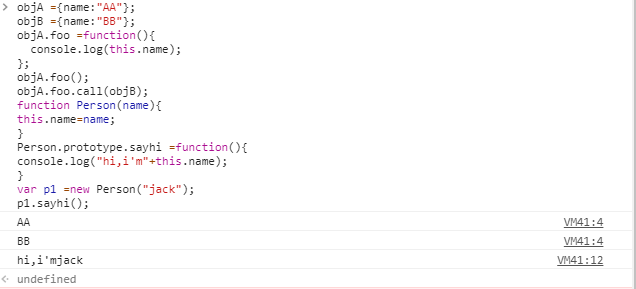 objA ={name:"AA"};
objB ={name:"BB"};
objA.foo =function(){
  console.log(this.name);
};
objA.foo();
objA.foo.call(objB);
function Person(name){
this.name=name;
}
Person.prototype.sayhi =function(){
console.log("hi,i'm"+this.name);
}
var p1 =new Person("jack");
p1.sayhi();
AA VM41:4
BB VM41:4
hi,i'mjack VM41:12
undefined